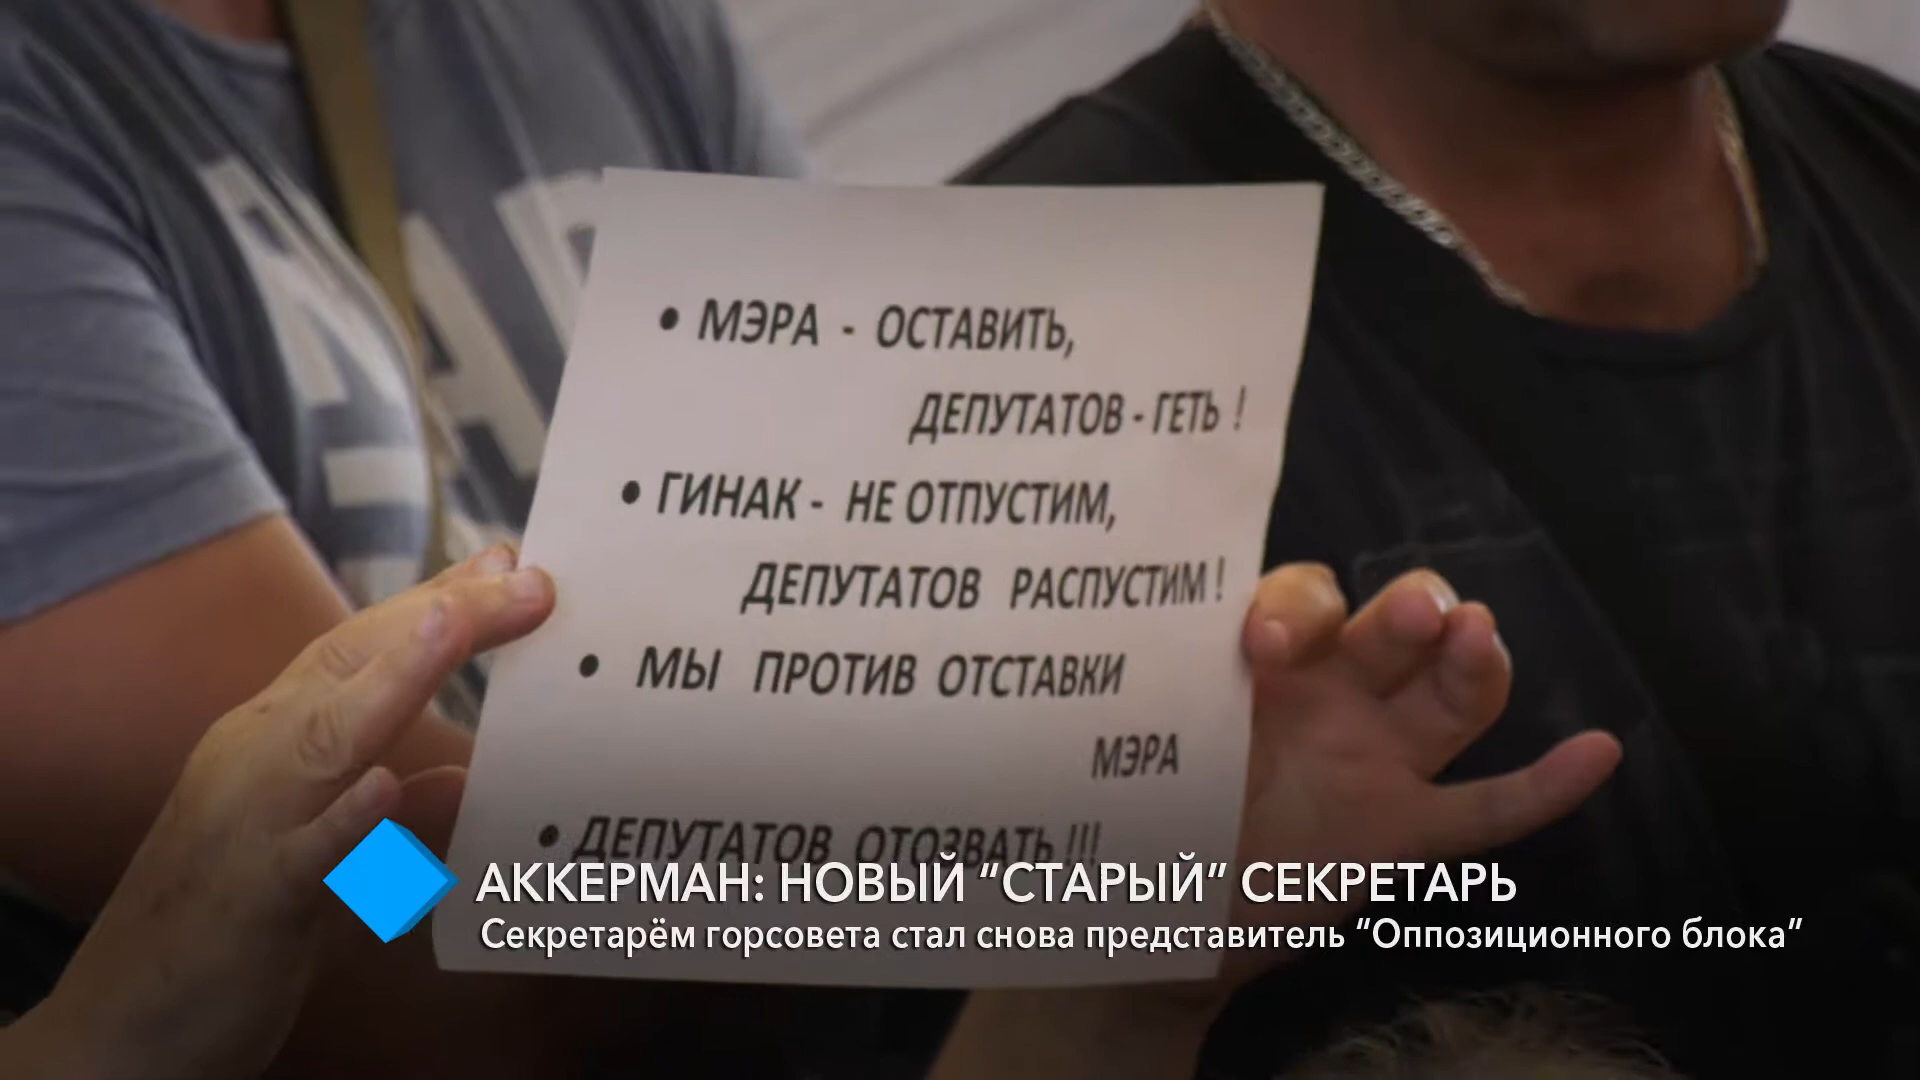 • МЭРА - ОСТАВИТЬ,
ДЕПУТАТОВ - ГЕТЬ !
• ГИНАК - НЕ ОТПУСТИМ,
ДЕПУТАТОВ РАСПУСТИМ !
• МЫ ПРОТИВ ОТСТАВКИ
МЭРА
• ДЕПУТАТОВ ОТОЗВАТЬ !!!
АККЕРМАН: НОВЫЙ “СТАРЫЙ” СЕКРЕТАРЬ
Секретарём горсовета стал снова представитель “Оппозиционного блока”